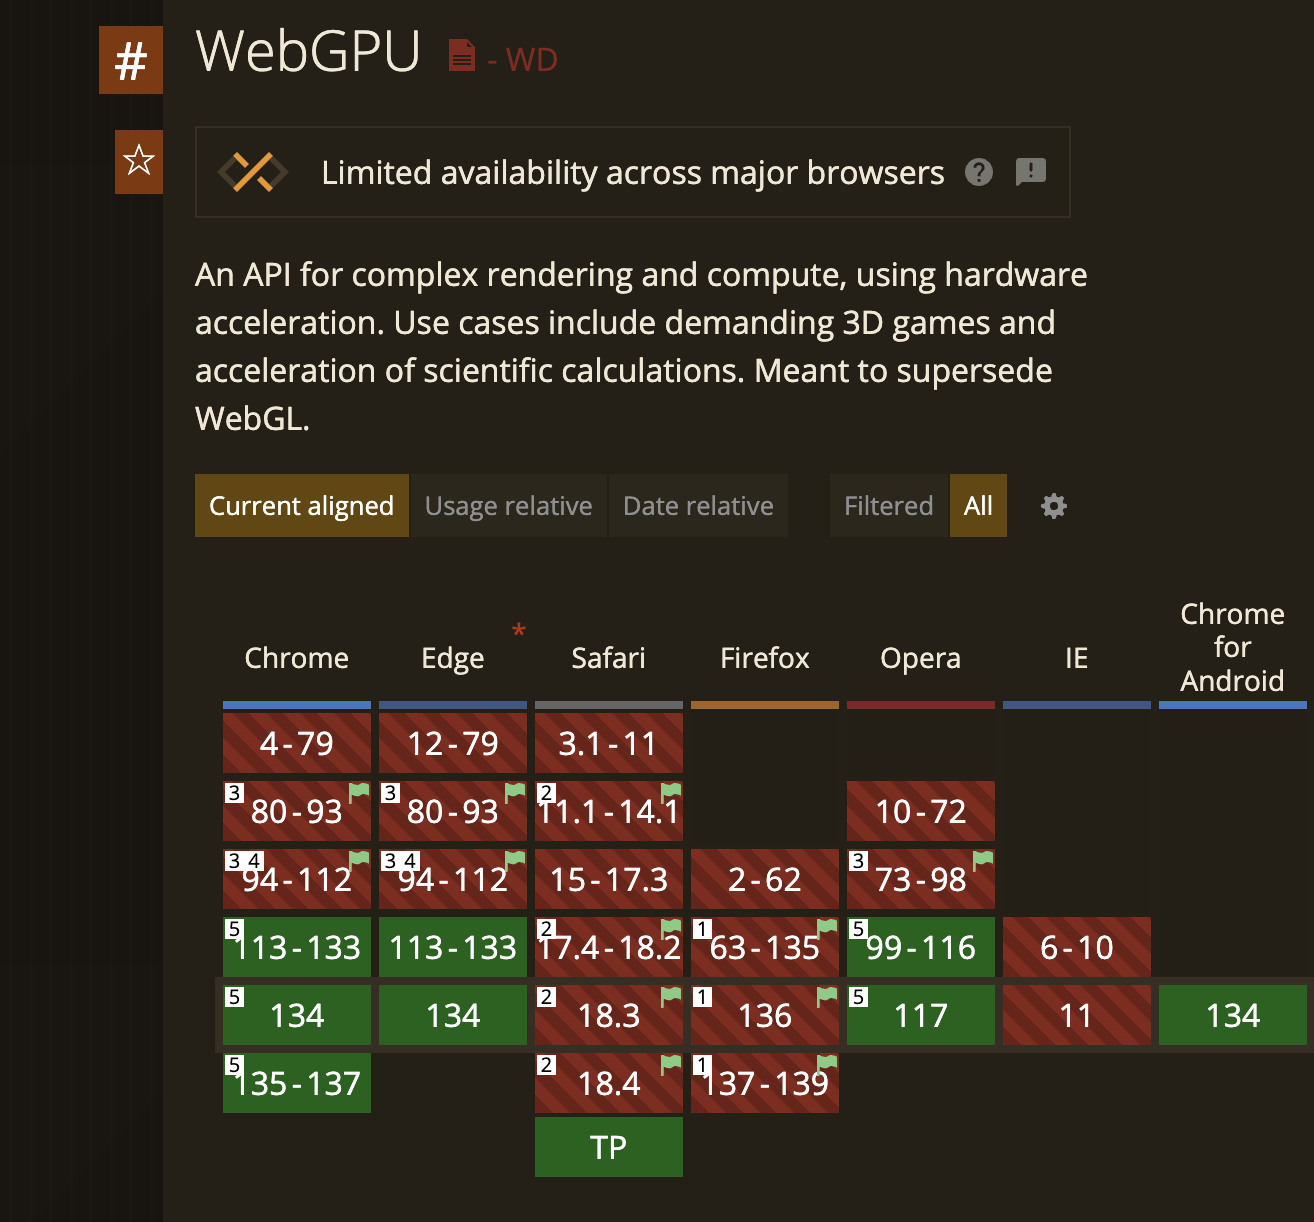 #
WebGPU - WD
Limited availability across major browsers ? !
An API for complex rendering and compute, using hardware
acceleration. Use cases include demanding 3D games and
acceleration of scientific calculations. Meant to supersede
WebGL.
Current aligned Usage relative Date relative Filtered All
Chrome Edge * Safari Firefox Opera IE Chrome for Android
4-79 12-79 3.1-11
3 80-93 3 80-93 2 11.1-14.1 10-72
3 4 94-112 3 4 94-112 15-17.3 2-62 3 73-98
5 113-133 113-133 2 17.4-18.2 1 63-135 5 99-116 6-10
5 134 134 2 18.3 1 136 5 117 11 134
5 135-137 2 18.4 1 137-139
TP